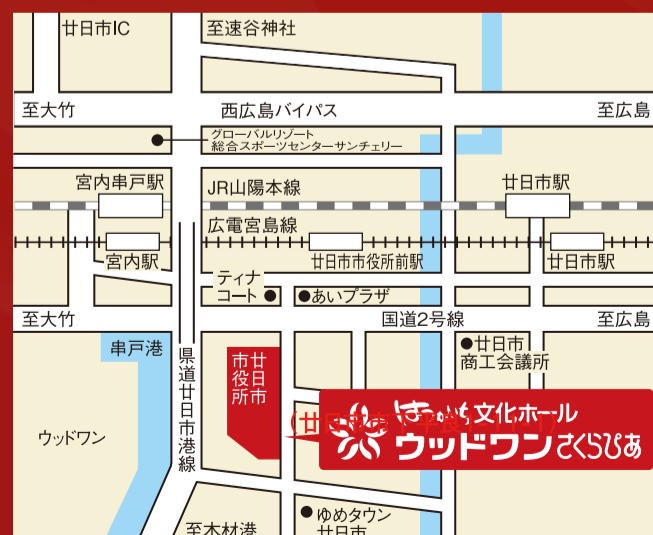 廿日市IC
至速谷神社
至大竹
西広島バイパス
至広島
グローバルリゾート
総合スポーツセンターサンチェリー
宮内串戸駅
JR山陽本線
廿日市駅
広電宮島線
宮内駅
廿日市市役所前駅
廿日市駅
ティナ
コート
あいプラザ
至大竹
国道2号線
至広島
串戸港
県道廿日市港線
廿日市
市役所
廿日市
商工会議所
はつかいち文化ホール
ウッドワンさくらぴあ
ウッドワン
至木材港
ゆめタウン
廿日市